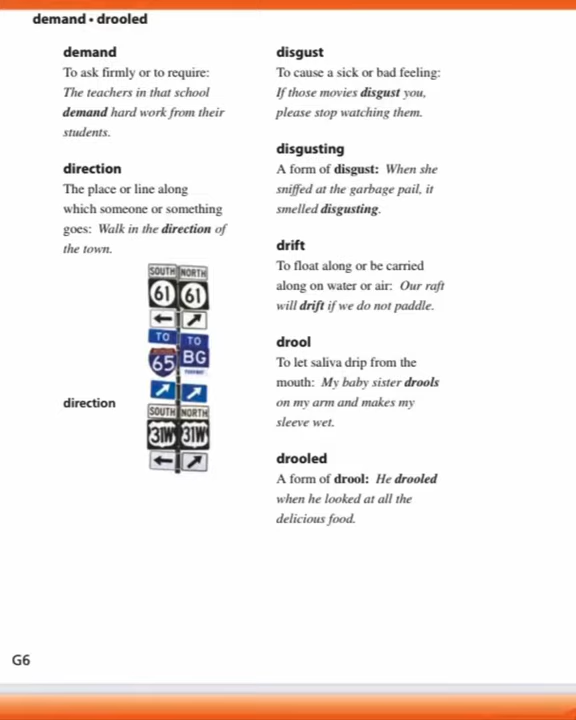 demand • drooled
demand
To ask firmly or to require:
The teachers in that school
demand hard work from their
students.
direction
The place or line along
which someone or something
goes: Walk in the direction of
the town.
SOUTH NORTH
61 61
TO TO
65 BG
SOUTH NORTH
31W 31W
direction
disgust
To cause a sick or bad feeling:
If those movies disgust you,
please stop watching them.
disgusting
A form of disgust: When she
sniffed at the garbage pail, it
smelled disgusting.
drift
To float along or be carried
along on water or air: Our raft
will drift if we do not paddle.
drool
To let saliva drip from the
mouth: My baby sister drools
on my arm and makes my
sleeve wet.
drooled
A form of drool: He drooled
when he looked at all the
delicious food.
G6